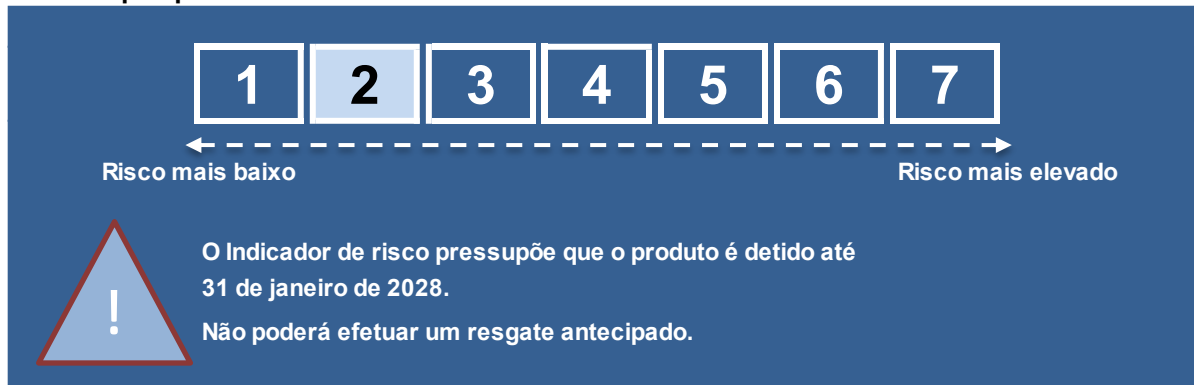 1 2 3 4 5 6 7
Risco mais baixo Risco mais elevado
O Indicador de risco pressupõe que o produto é detido até
31 de janeiro de 2028.
!
Não poderá efetuar um resgate antecipado.